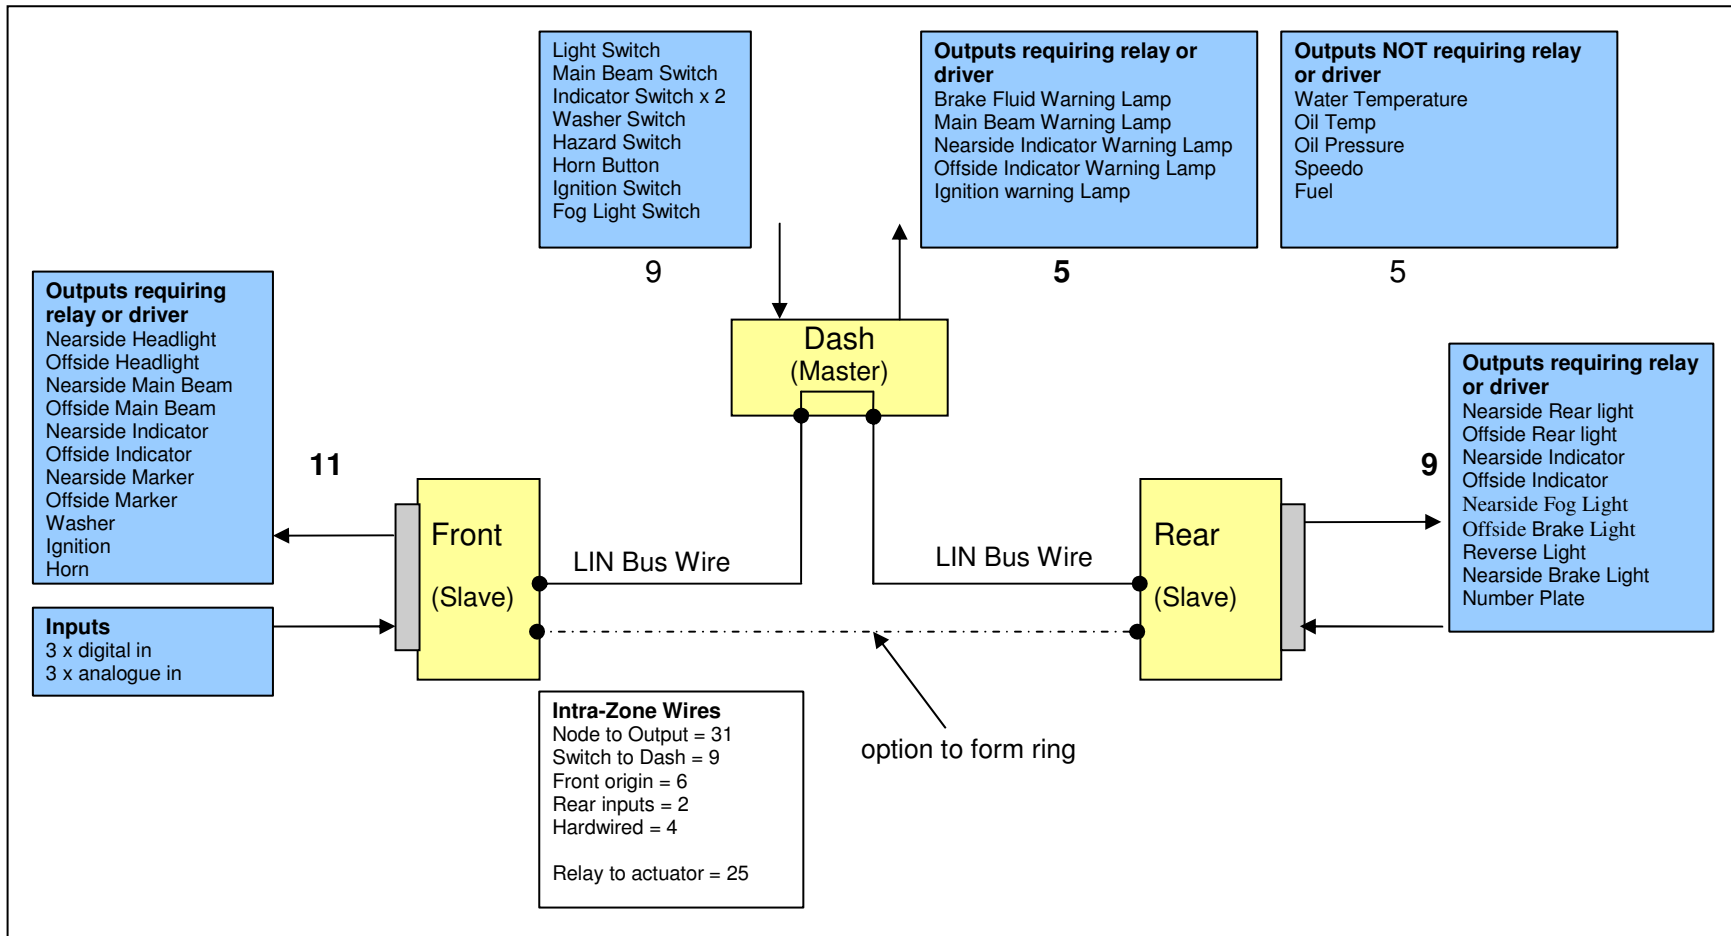 Light Switch
Main Beam Switch
Indicator Switch x 2
Washer Switch
Hazard Switch
Horn Button
Ignition Switch
Fog Light Switch
9
Outputs requiring relay or
driver
Brake Fluid Warning Lamp
Main Beam Warning Lamp
Nearside Indicator Warning Lamp
Offside Indicator Warning Lamp
Ignition warning Lamp
5
Outputs NOT requiring relay
or driver
Water Temperature
Oil Temp
Oil Pressure
Speedo
Fuel
5
Outputs requiring
relay or driver
Nearside Headlight
Offside Headlight
Nearside Main Beam
Offside Main Beam
Nearside Indicator
Offside Indicator
Nearside Marker
Offside Marker
Washer
Ignition
Horn
11
Inputs
3 x digital in
3 x analogue in
Dash
(Master)
Front
(Slave)
LIN Bus Wire
LIN Bus Wire
Rear
(Slave)
9
Outputs requiring relay
or driver
Nearside Rear light
Offside Rear light
Nearside Indicator
Offside Indicator
Nearside Fog Light
Offside Brake Light
Reverse Light
Nearside Brake Light
Number Plate
Intra-Zone Wires
Node to Output = 31
Switch to Dash = 9
Front origin = 6
Rear inputs = 2
Hardwired = 4
Relay to actuator = 25
option to form ring